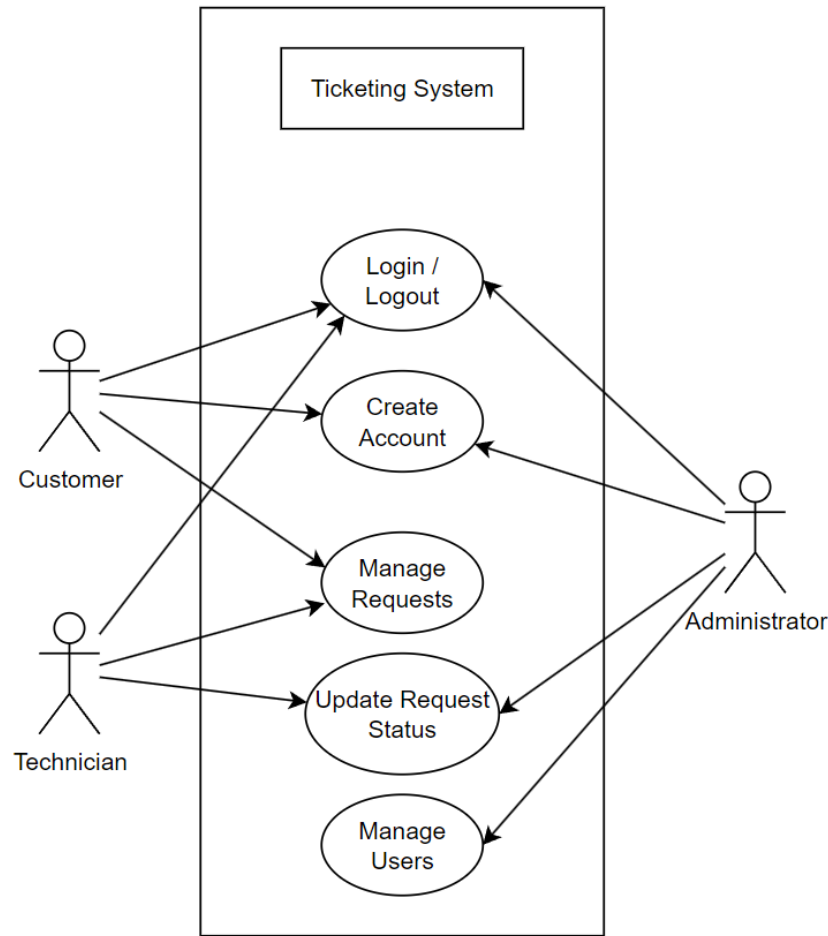 Ticketing System
Login /
Logout
Create
Account
Customer
Manage
Requests
Administrator
Update Request
Status
Technician
Manage
Users